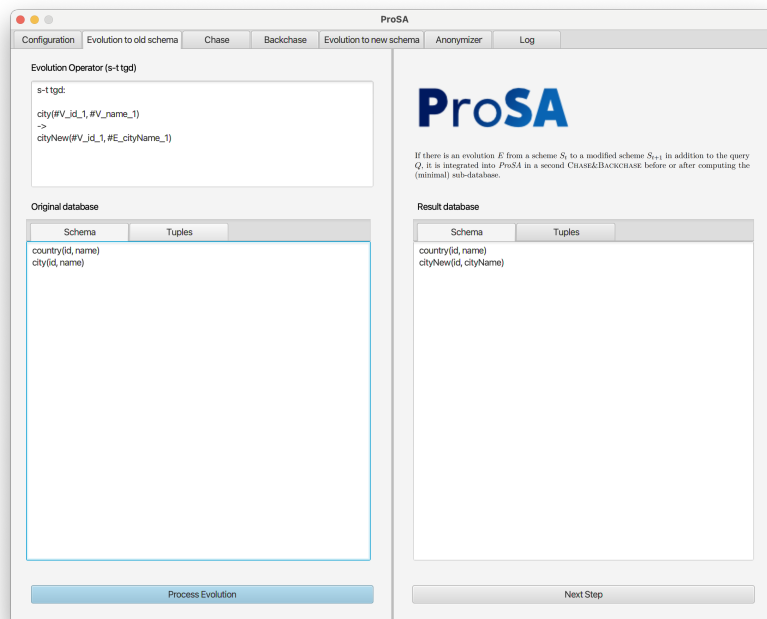 ProSA
Configuration
Evolution to old schema
Chase
Backchase
Evolution to new schema
Anonymizer
Log
Evolution Operator (s-t tgd)
s-t tgd:
city(#V_id_1, #V_name_1)
->
cityNew(#V_id_1, #E_cityName_1)
Original database
Schema
Tuples
country(id, name)
city(id, name)
Process Evolution
ProSA
If there is an evolution E from a scheme Sₜ to a modified scheme Sₜ₊₁ in addition to the query
Q, it is integrated into ProSA in a second CHASE&BACKCHASE before or after computing the
(minimal) sub-database.
Result database
Schema
Tuples
country(id, name)
cityNew(id, cityName)
Next Step